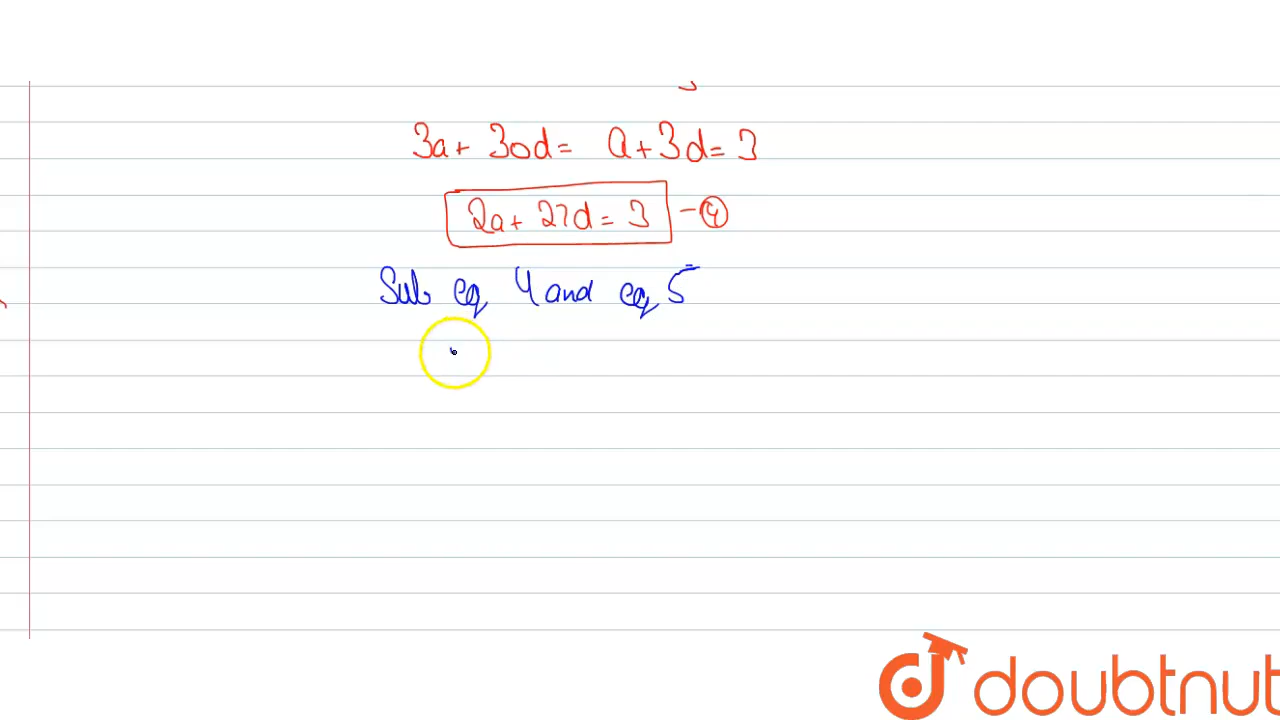 3a + 30d = a + 3d = 3
2a + 27d = 3 - 4
Sub eq 4 and eq 5
doubtnut